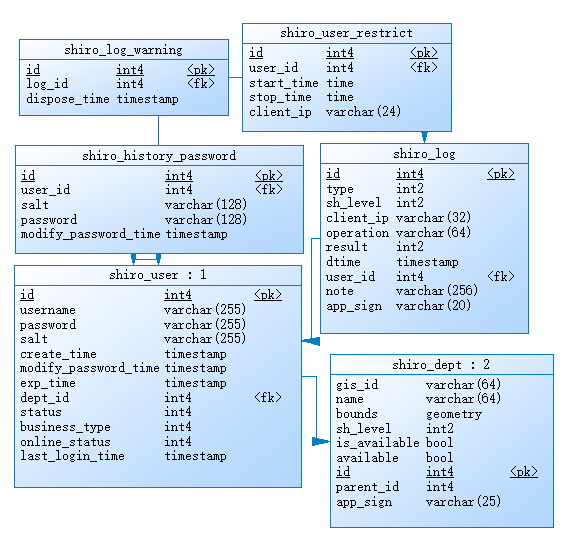 shiro_log_warning
id int4 <pk>
log_id int4 <fk>
dispose_time timestamp
shiro_user_restrict
id int4 <pk>
user_id int4 <fk>
start_time time
stop_time time
client_ip varchar(24)
shiro_history_password
id int4 <pk>
user_id int4 <fk>
salt varchar(128)
password varchar(128)
modify_password_time timestamp
shiro_log
id int4 <pk>
type int2
sh_level int2
client_ip varchar(32)
operation varchar(64)
result int2
dtime timestamp
user_id int4 <fk>
note varchar(256)
app_sign varchar(20)
shiro_user : 1
id int4 <pk>
username varchar(255)
password varchar(255)
salt varchar(255)
create_time timestamp
modify_password_time timestamp
exp_time timestamp
dept_id int4 <fk>
status int4
business_type int4
online_status int4
last_login_time timestamp
shiro_dept : 2
gis_id varchar(64)
name varchar(64)
bounds geometry
sh_level int2
is_available bool
available bool
id int4 <pk>
parent_id int4
app_sign varchar(25)